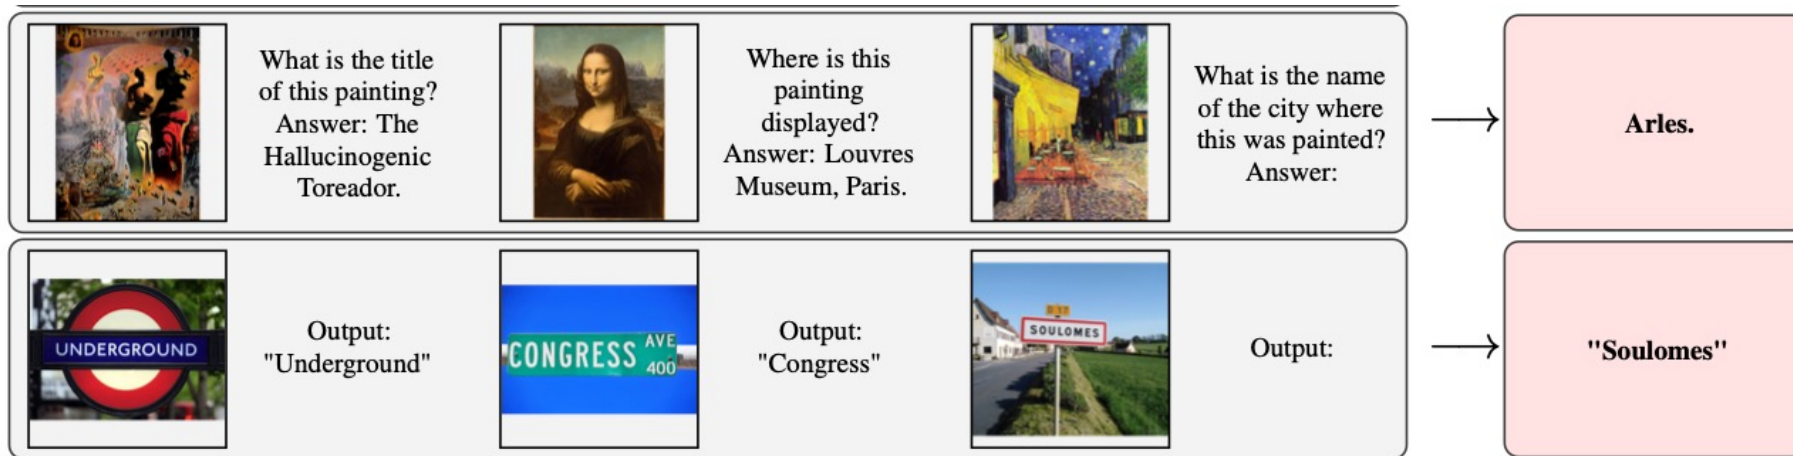 What is the title
of this painting?
Answer: The
Hallucinogenic
Toreador.
Where is this
painting
displayed?
Answer: Louvres
Museum, Paris.
What is the name
of the city where
this was painted?
Answer:
Arles.
UNDERGROUND
Output:
"Underground"
CONGRESS AVE
400
Output:
"Congress"
SOULOMES
Output:
"Soulomes"